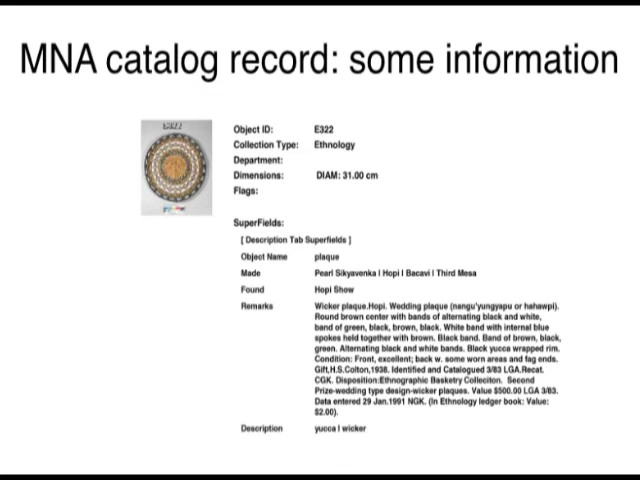 MNA catalog record: some information
E322
Object ID: E322
Collection Type: Ethnology
Department:
Dimensions: DIAM: 31.00 cm
Flags:
SuperFields:
[ Description Tab Superfields ]
Object Name plaque
Made Pearl Sikyavenka | Hopi | Bacavi | Third Mesa
Found Hopi Show
Remarks Wicker plaque.Hopi. Wedding plaque (nangu'yungyapu or hahawpi).
Round brown center with bands of alternating black and white,
band of green, black, brown, black. White band with internal blue
spokes held together with brown. Black band. Band of brown, black,
green. Alternating black and white bands. Black yucca wrapped rim.
Condition: Front, excellent; back w. some worn areas and fag ends.
Gift,H.S.Colton,1938. Identified and Catalogued 3/83 LGA.Recat.
CGK. Disposition:Ethnographic Basketry Colleciton. Second
Prize-wedding type design-wicker plaques. Value $500.00 LGA 3/83.
Data entered 29 Jan.1991 NGK. (In Ethnology ledger book: Value:
$2.00).
Description yucca | wicker